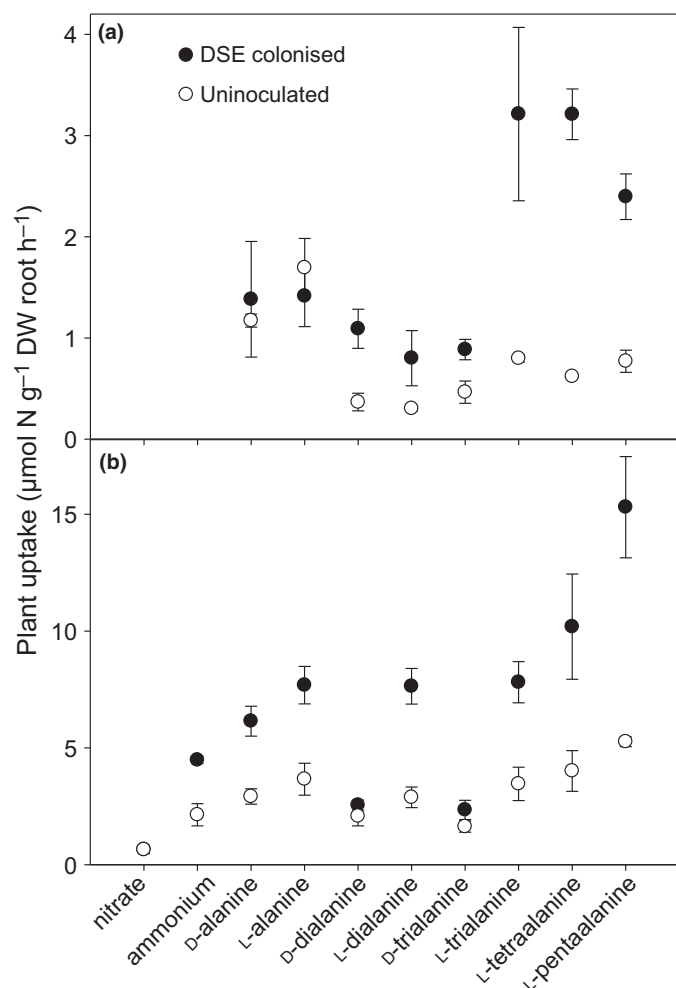 (a)
DSE colonised
Uninoculated
4
3
2
1
0
(b)
15
10
5
0
Plant uptake (µmol N g⁻¹ DW root h⁻¹)
nitrate
ammonium
D-alanine
L-alanine
D-dialanine
L-dialanine
D-trialanine
L-trialanine
L-tetraalanine
L-pentaalanine